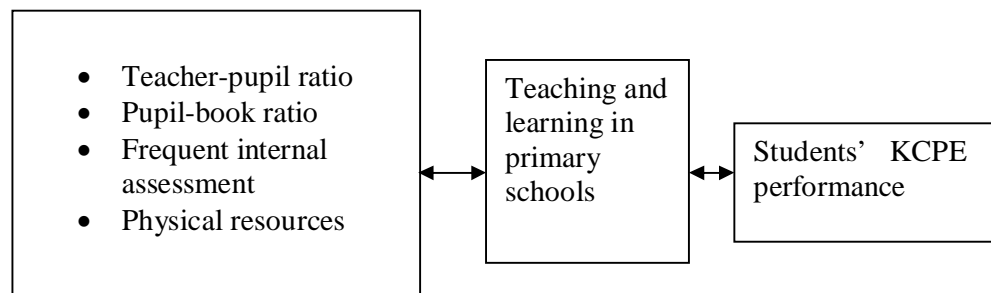 • Teacher-pupil ratio
• Pupil-book ratio
• Frequent internal
assessment
• Physical resources
Teaching and
learning in
primary
schools
Students’ KCPE
performance